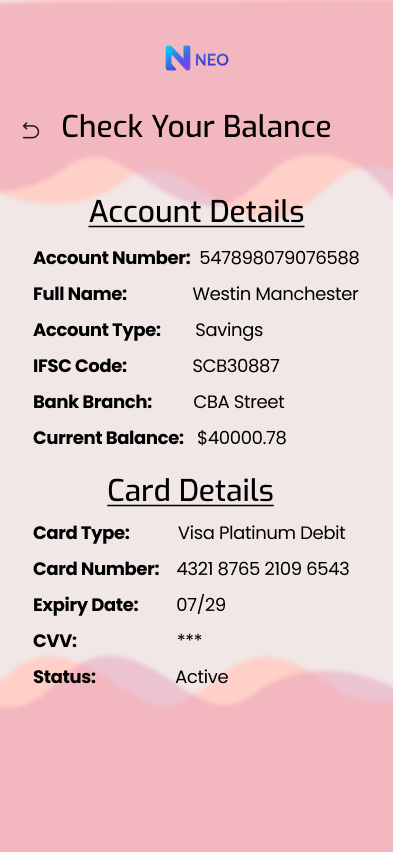 NEO
Check Your Balance
Account Details
Account Number: 547898079076588
Full Name: Westin Manchester
Account Type: Savings
IFSC Code: SCB30887
Bank Branch: CBA Street
Current Balance: $40000.78
Card Details
Card Type: Visa Platinum Debit
Card Number: 4321 8765 2109 6543
Expiry Date: 07/29
CVV: ***
Status: Active